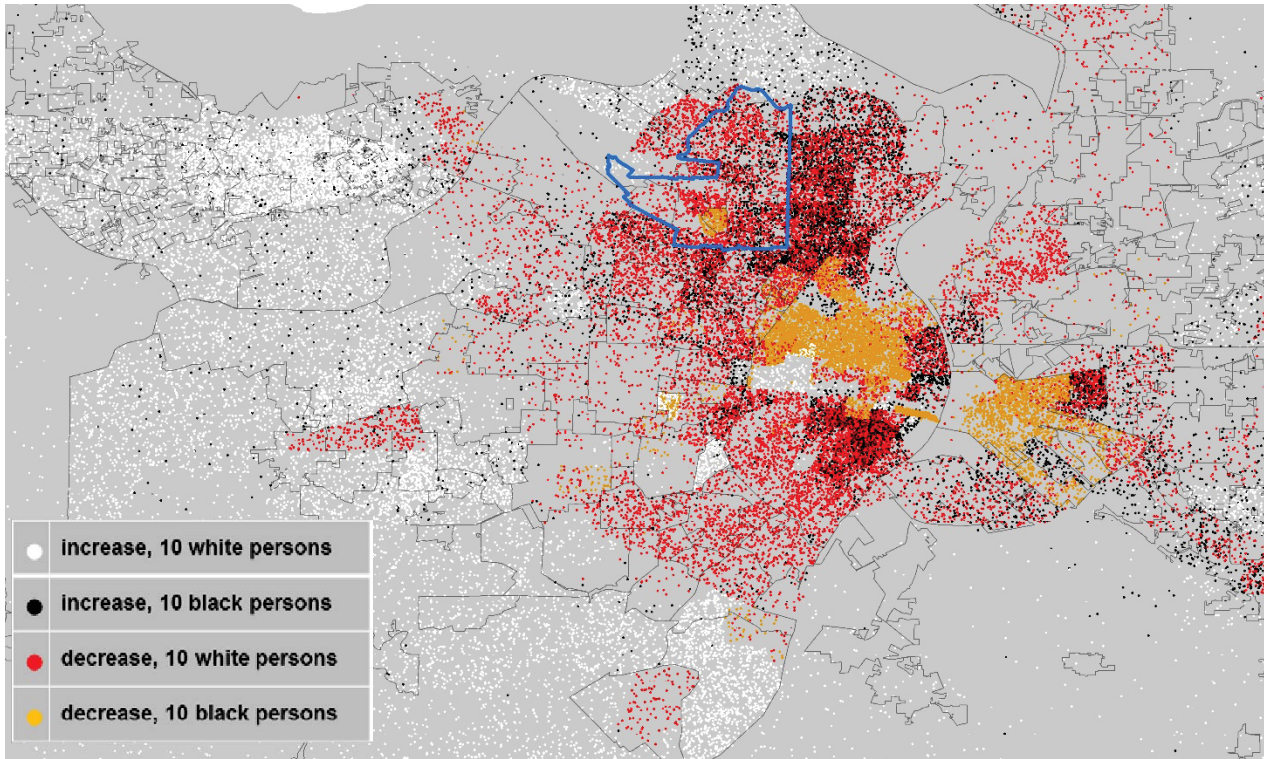 increase, 10 white persons
increase, 10 black persons
decrease, 10 white persons
decrease, 10 black persons